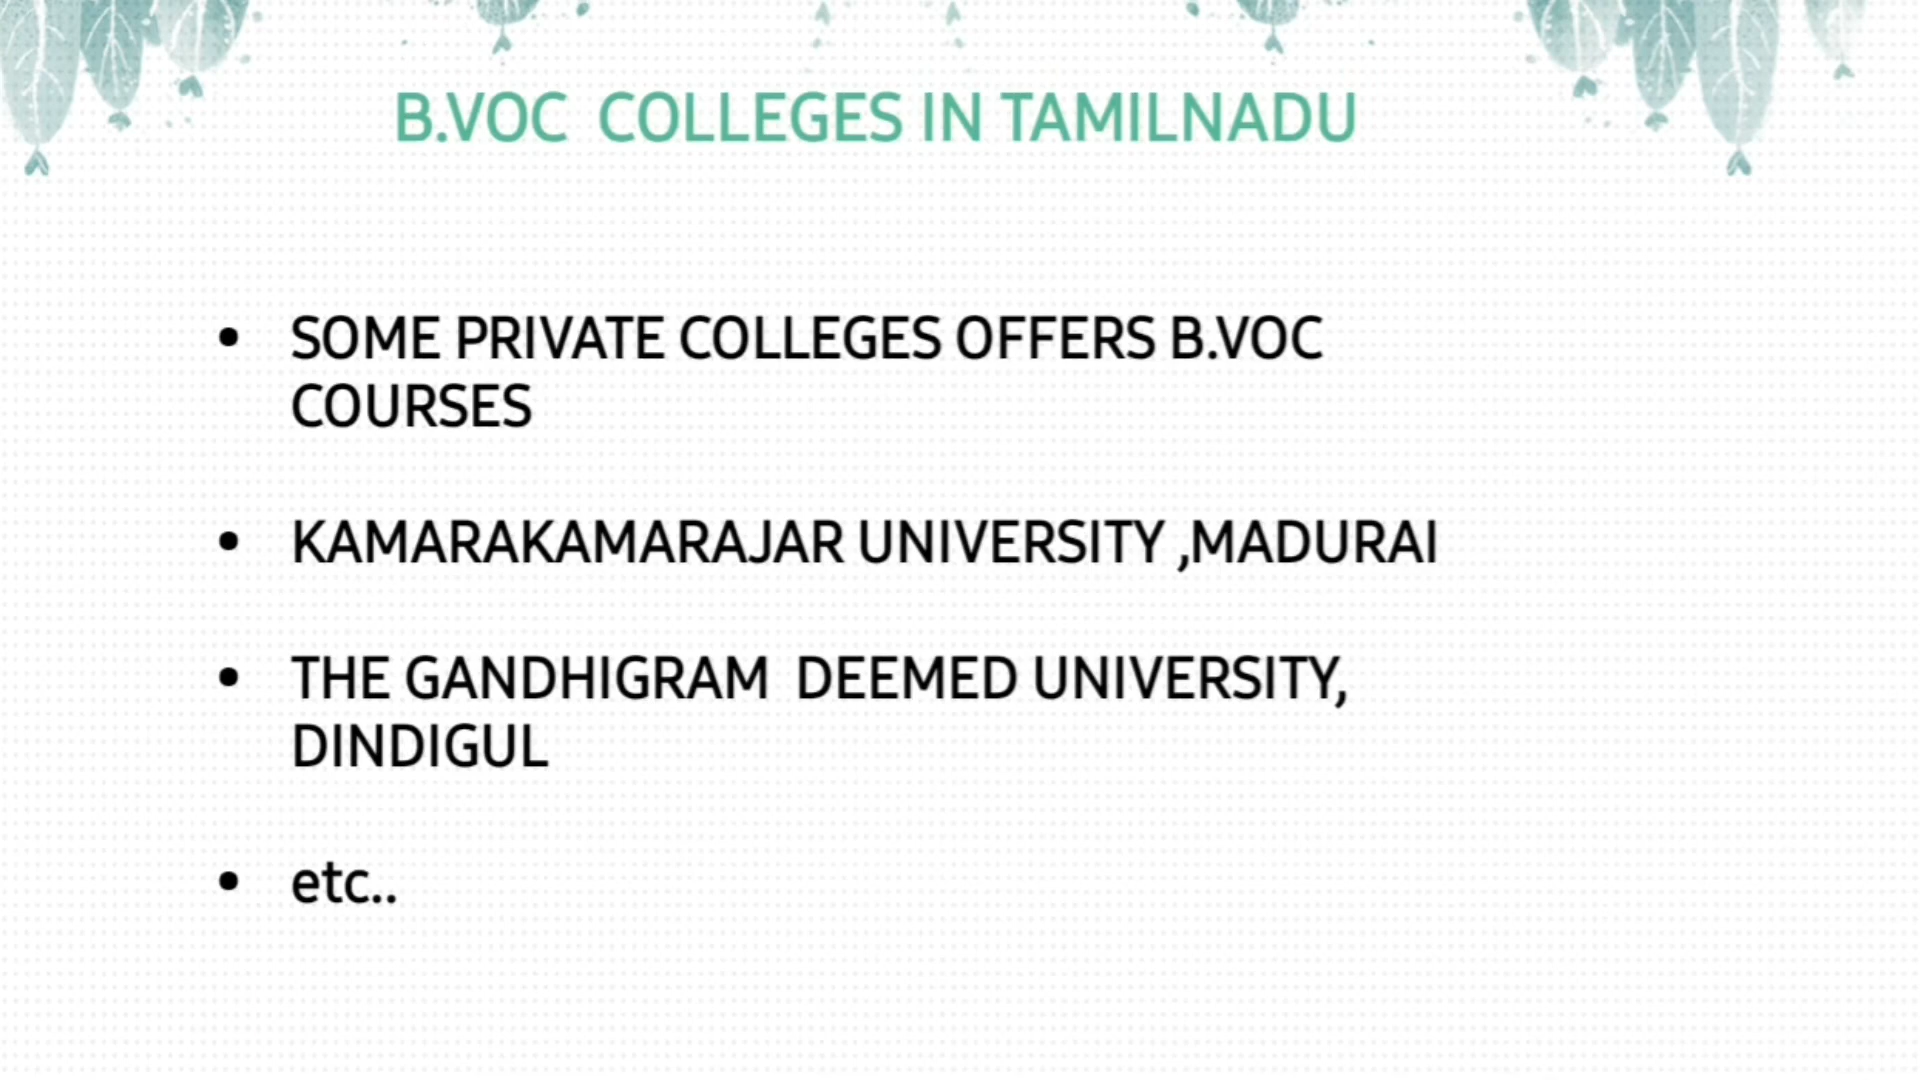 B.VOC COLLEGES IN TAMILNADU
• SOME PRIVATE COLLEGES OFFERS B.VOC
COURSES
• KAMARAKAMARAJAR UNIVERSITY ,MADURAI
• THE GANDHIGRAM DEEMED UNIVERSITY,
DINDIGUL
• etc..